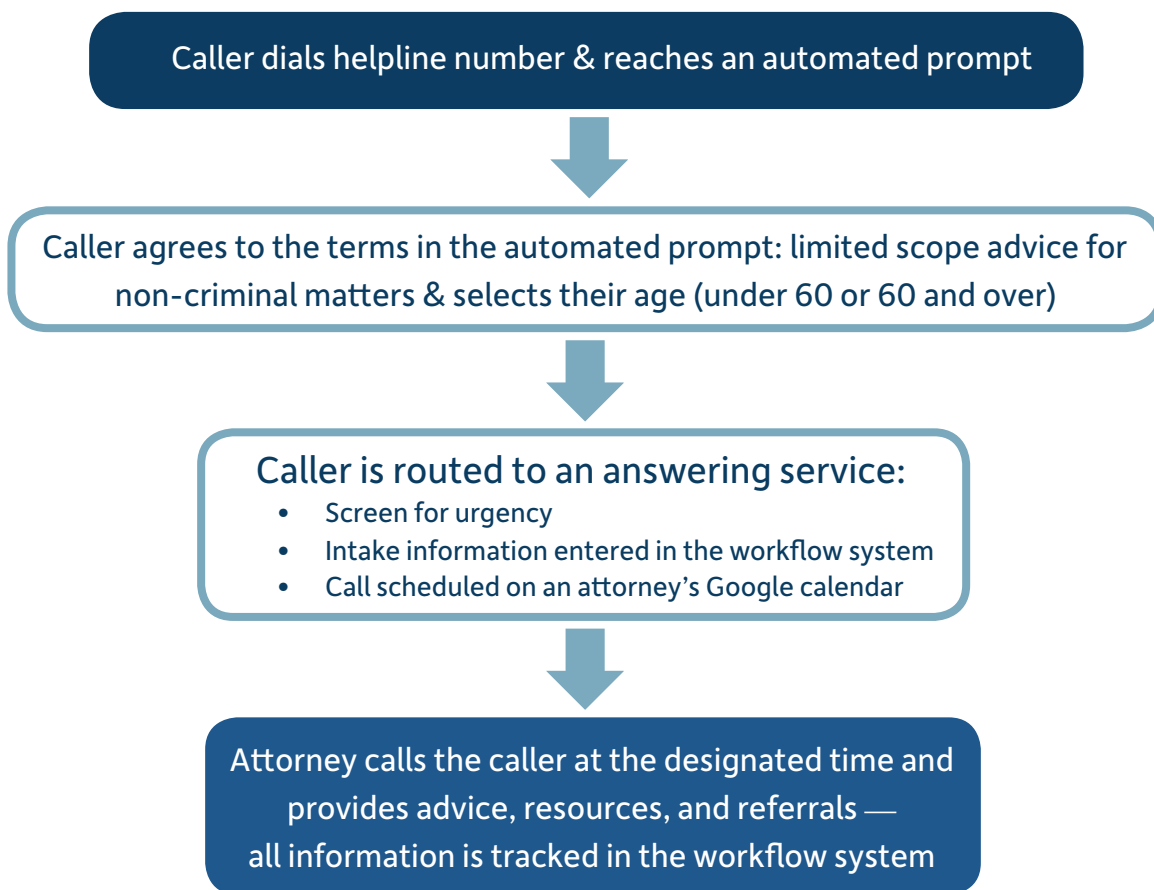 Caller dials helpline number & reaches an automated prompt
Caller agrees to the terms in the automated prompt: limited scope advice for
non-criminal matters & selects their age (under 60 or 60 and over)
Caller is routed to an answering service:
• Screen for urgency
• Intake information entered in the workflow system
• Call scheduled on an attorney’s Google calendar
Attorney calls the caller at the designated time and
provides advice, resources, and referrals —
all information is tracked in the workflow system